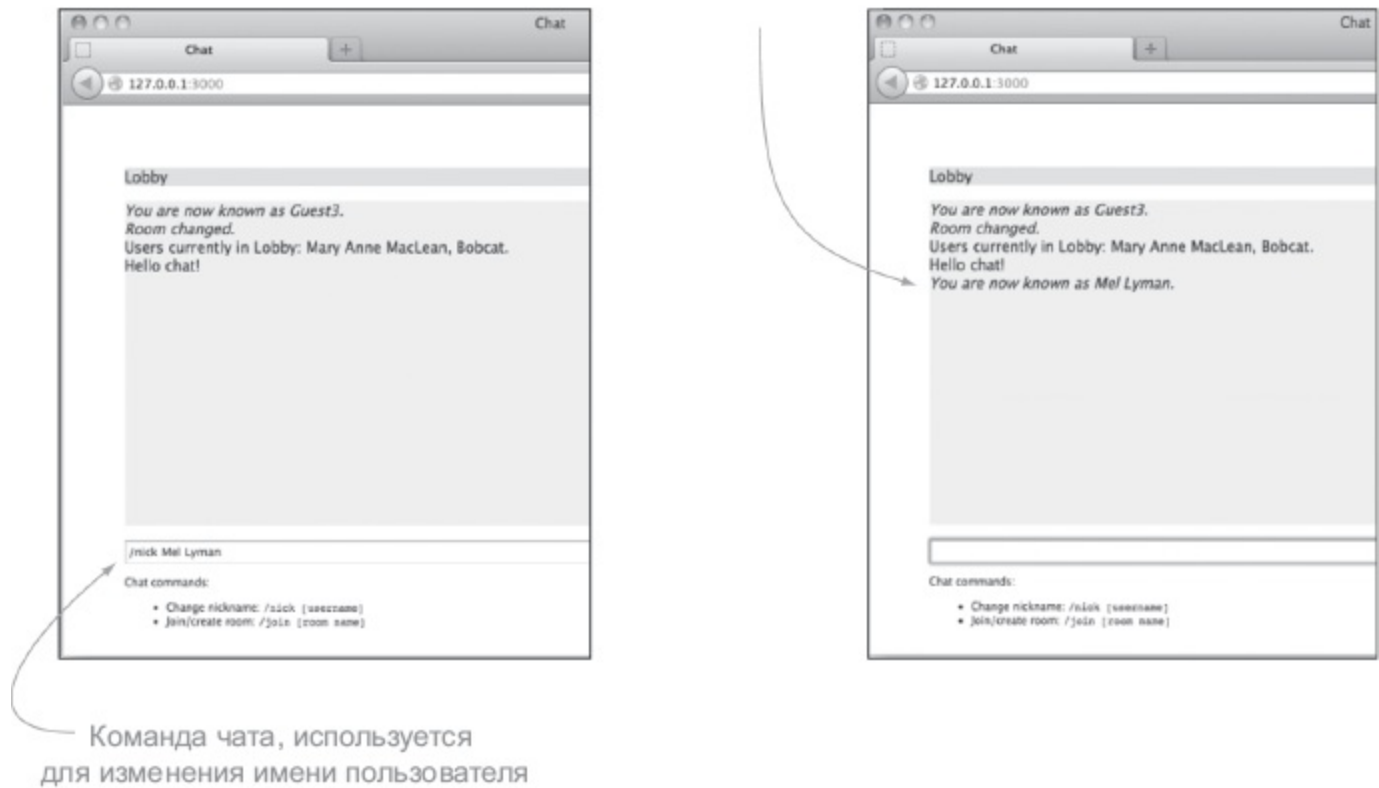 Chat
Chat
127.0.0.1:3000
Lobby
You are now known as Guest3.
Room changed.
Users currently in Lobby: Mary Anne MacLean, Bobcat.
Hello chat!
/nick Mel Lyman
Chat commands:
• Change nickname: /nick [username]
• Join/create room: /join [room name]
Команда чата, используется
для изменения имени пользователя
Chat
Chat
127.0.0.1:3000
Lobby
You are now known as Guest3.
Room changed.
Users currently in Lobby: Mary Anne MacLean, Bobcat.
Hello chat!
You are now known as Mel Lyman.
Chat commands:
• Change nickname: /nick [username]
• Join/create room: /join [room name]